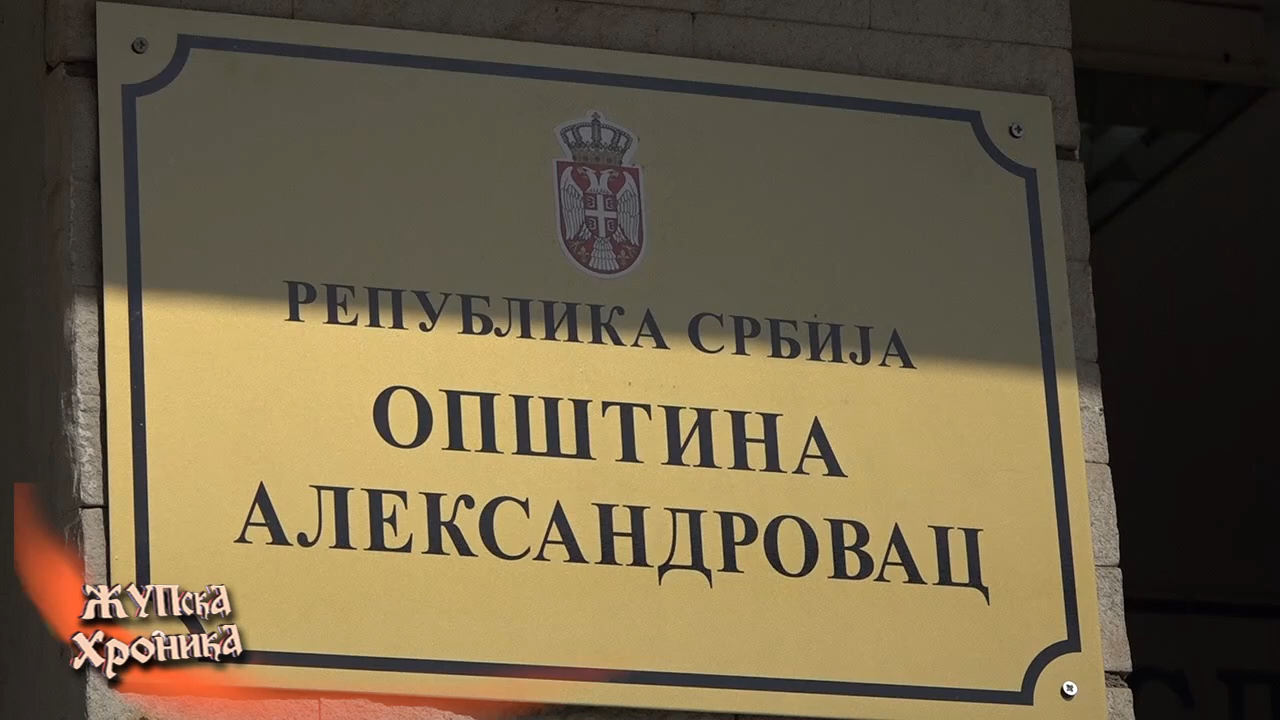 РЕПУБЛИКА СРБИЈА
ОПШТИНА
АЛЕКСАНДРОВАЦ
ЖУПска
Хроника